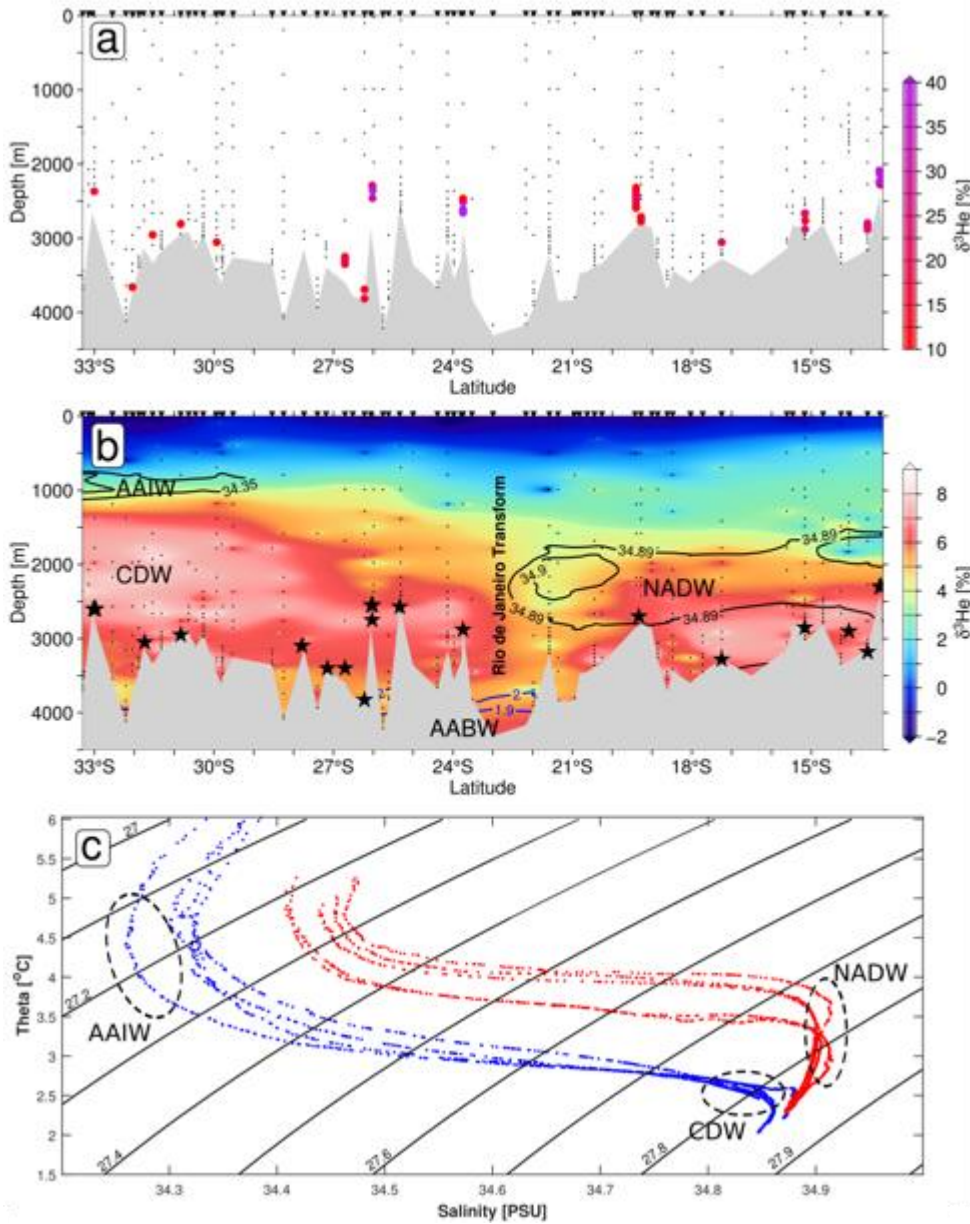 a
0
1000
2000
3000
4000
Depth [m]
33°S 30°S 27°S 24°S 21°S 18°S 15°S
Latitude
40
35
30
25
20
15
10
δ³He [%]
b
0
1000
2000
3000
4000
Depth [m]
AAIW
34.35
CDW
Rio de Janeiro Transform
34.89
34.89
34.9
NADW
34.89
34.89
2
2
1.9
AABW
33°S 30°S 27°S 24°S 21°S 18°S 15°S
Latitude
8
6
4
2
0
−2
δ³He [%]
c
6
5.5
5
4.5
4
3.5
3
2.5
2
1.5
Theta [°C]
27
27.2
AAIW
NADW
CDW
27.4
27.6
27.8
27.9
34.3 34.4 34.5 34.6 34.7 34.8 34.9
Salinity [PSU]